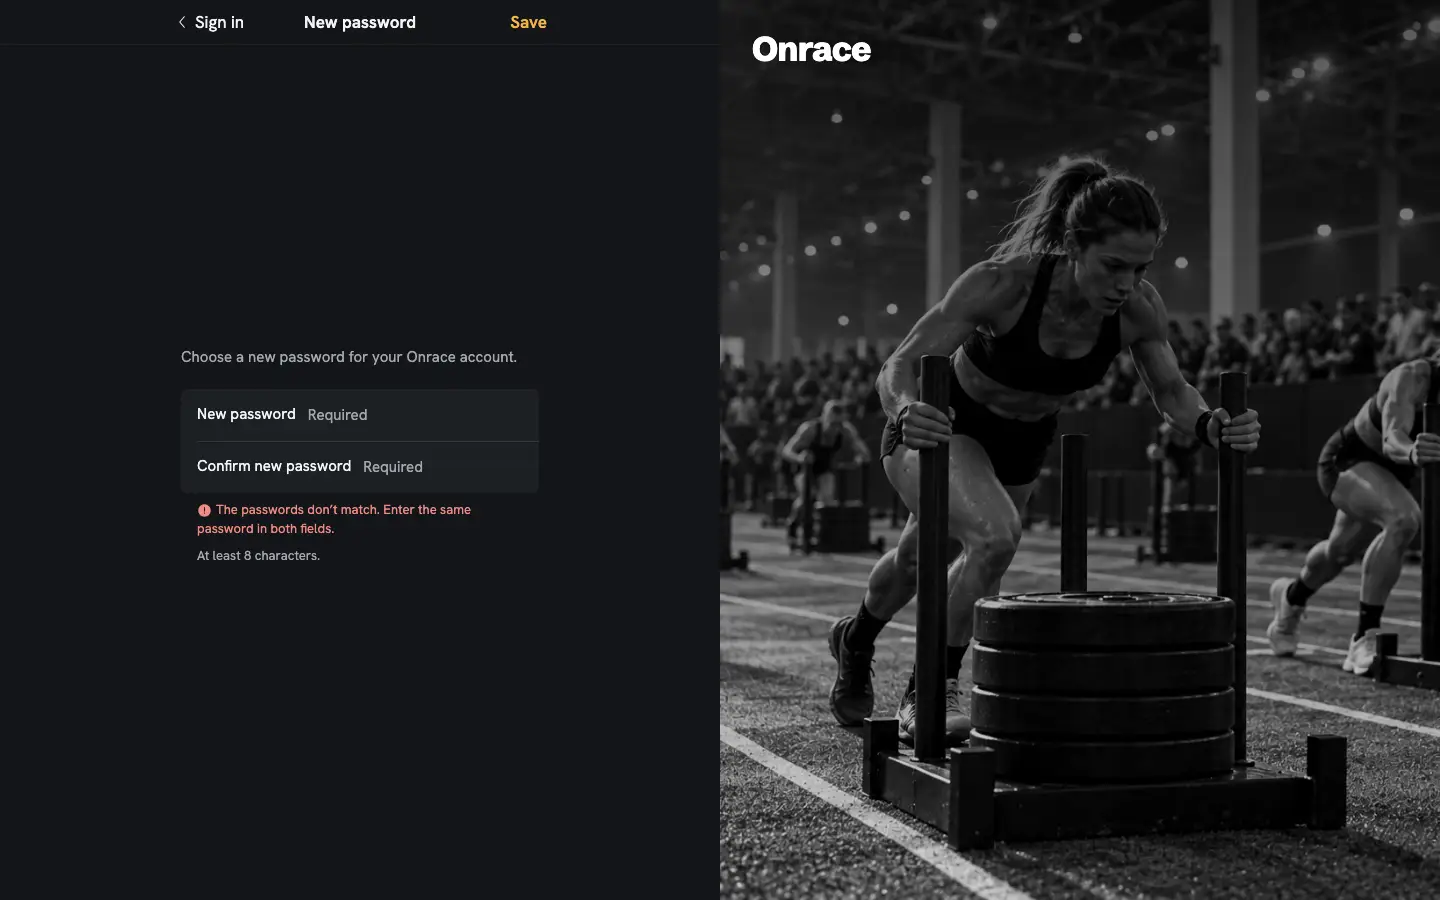 Sign in
New password
Save
Onrace
Choose a new password for your Onrace account.
New password Required
Confirm new password Required
The passwords don’t match. Enter the same
password in both fields.
At least 8 characters.